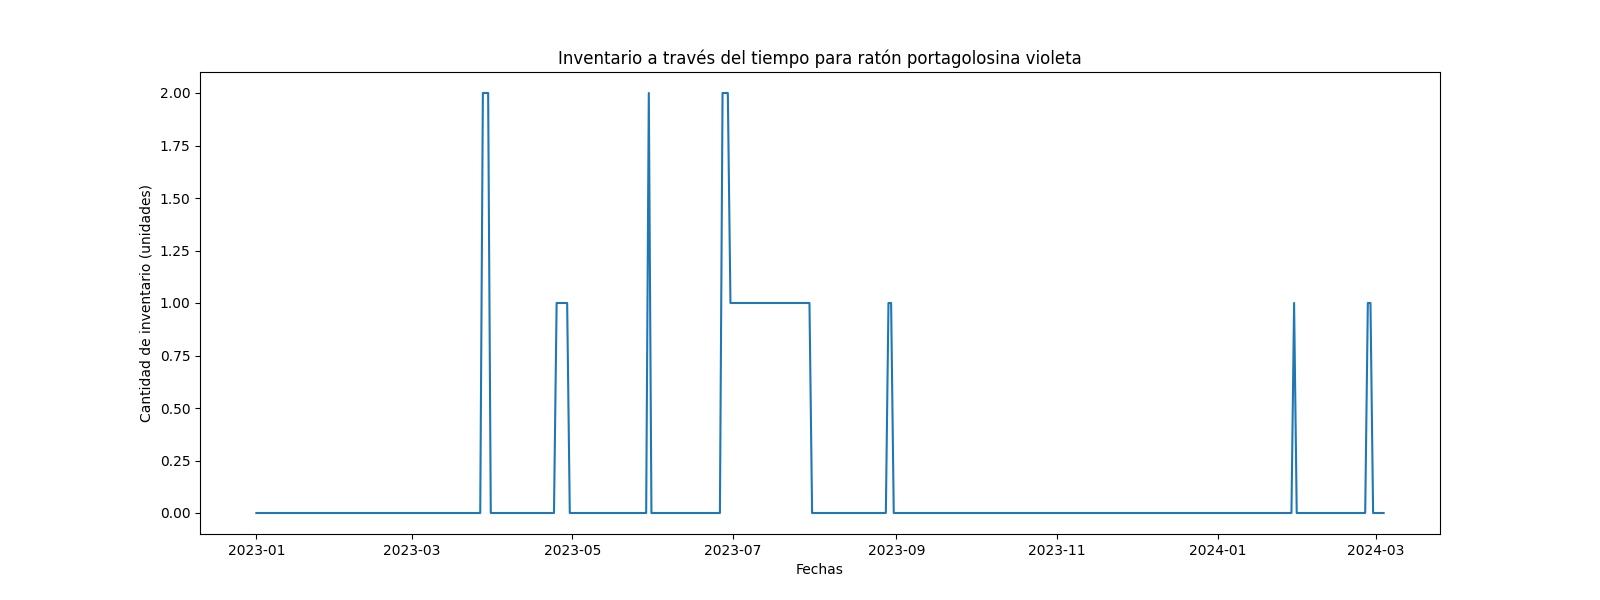 Inventario a través del tiempo para ratón portagolosina violeta
Cantidad de inventario (unidades)
2.00
1.75
1.50
1.25
1.00
0.75
0.50
0.25
0.00
2023-01 2023-03 2023-05 2023-07 2023-09 2023-11 2024-01 2024-03
Fechas